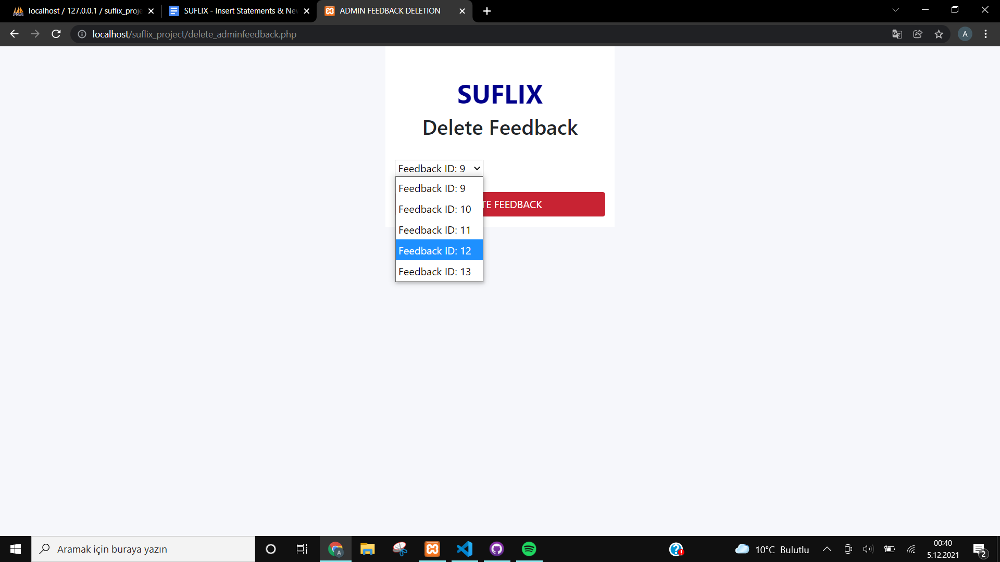 localhost / 127.0.0.1 / suflix_proje
SUFLIX - Insert Statements & Ne
ADMIN FEEDBACK DELETION
localhost/suflix_project/delete_adminfeedback.php
A
SUFLIX
Delete Feedback
Feedback ID: 9
Feedback ID: 9
TE FEEDBACK
Feedback ID: 10
Feedback ID: 11
Feedback ID: 12
Feedback ID: 13
Aramak için buraya yazın
A
10°C Bulutlu
00:40
5.12.2021
2